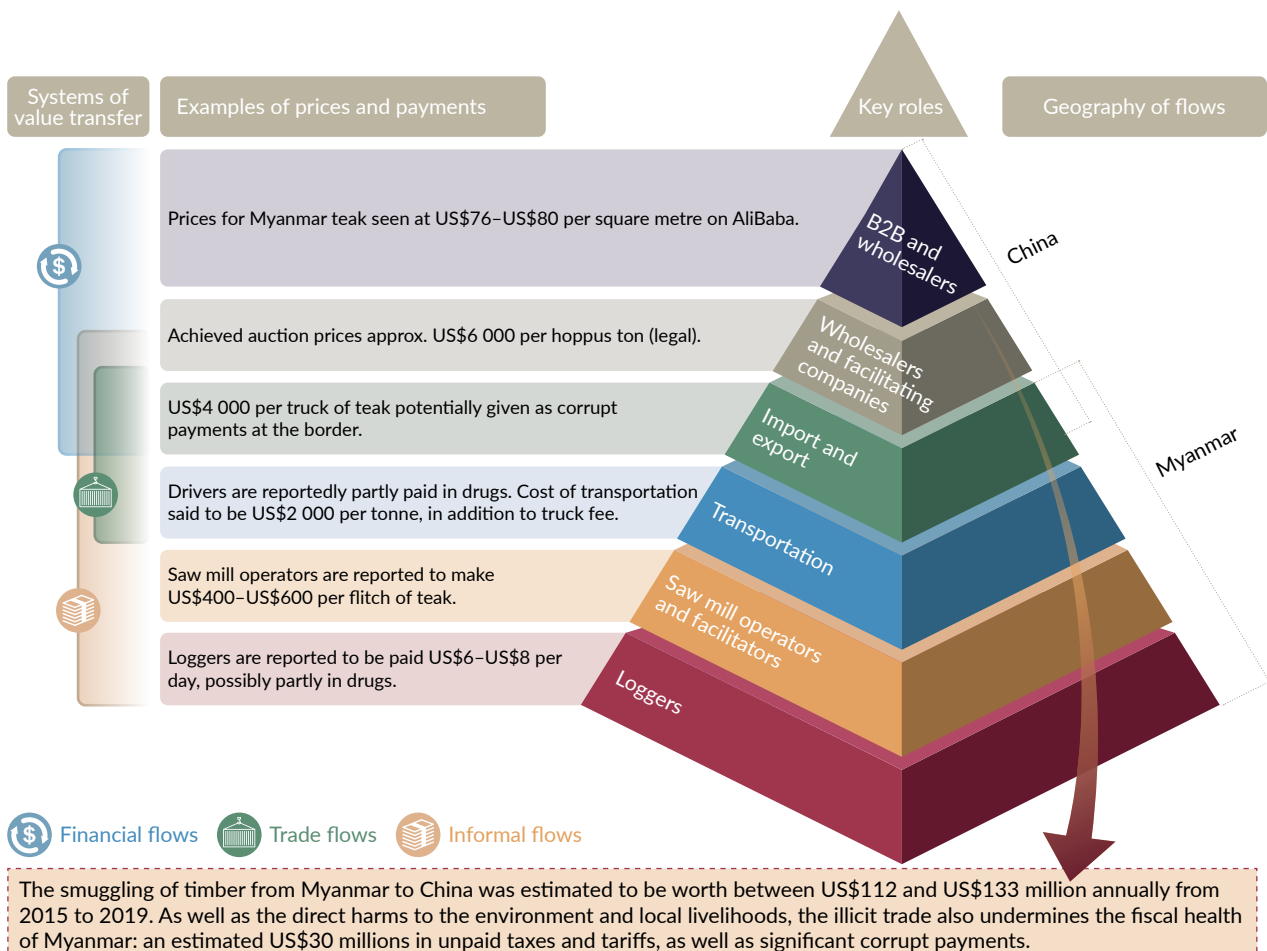 Systems of
value transfer
Examples of prices and payments
Key roles
Geography of flows
Prices for Myanmar teak seen at US$76–US$80 per square metre on AliBaba.
B2B and
wholesalers
China
Achieved auction prices approx. US$6 000 per hoppus ton (legal).
Wholesalers
and facilitating
companies
US$4 000 per truck of teak potentially given as corrupt
payments at the border.
Import and
export
Myanmar
Drivers are reportedly partly paid in drugs. Cost of transportation
said to be US$2 000 per tonne, in addition to truck fee.
Transportation
Saw mill operators are reported to make
US$400–US$600 per flitch of teak.
Saw mill operators
and facilitators
Loggers are reported to be paid US$6–US$8 per
day, possibly partly in drugs.
Loggers
$ Financial flows
Trade flows
Informal flows
The smuggling of timber from Myanmar to China was estimated to be worth between US$112 and US$133 million annually from
2015 to 2019. As well as the direct harms to the environment and local livelihoods, the illicit trade also undermines the fiscal health
of Myanmar: an estimated US$30 millions in unpaid taxes and tariffs, as well as significant corrupt payments.